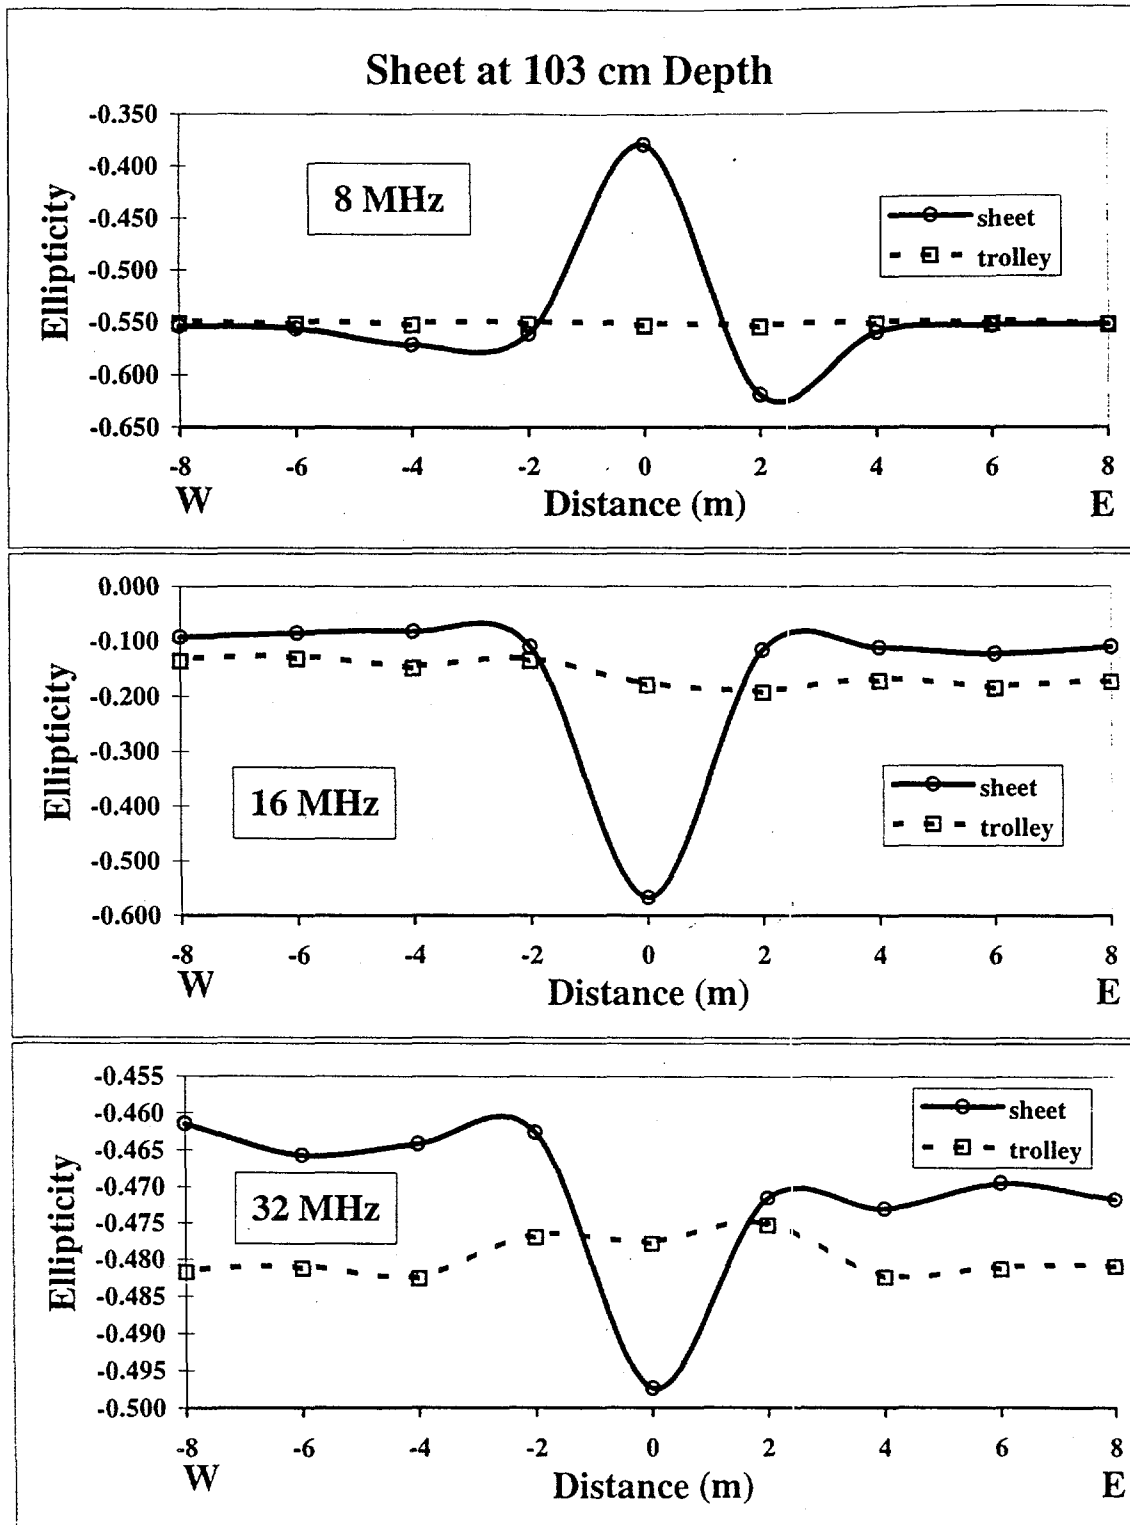 Sheet at 103 cm Depth
-0.350
-0.400
-0.450
-0.500
-0.550
-0.600
-0.650
Ellipticity
8 MHz
sheet
trolley
-8 -6 -4 -2 0 2 4 6 8
W Distance (m) E
0.000
-0.100
-0.200
-0.300
-0.400
-0.500
-0.600
Ellipticity
16 MHz
sheet
trolley
-8 -6 -4 -2 0 2 4 6 8
W Distance (m) E
-0.455
-0.460
-0.465
-0.470
-0.475
-0.480
-0.485
-0.490
-0.495
-0.500
Ellipticity
32 MHz
sheet
trolley
-8 -6 -4 -2 0 2 4 6 8
W Distance (m) E